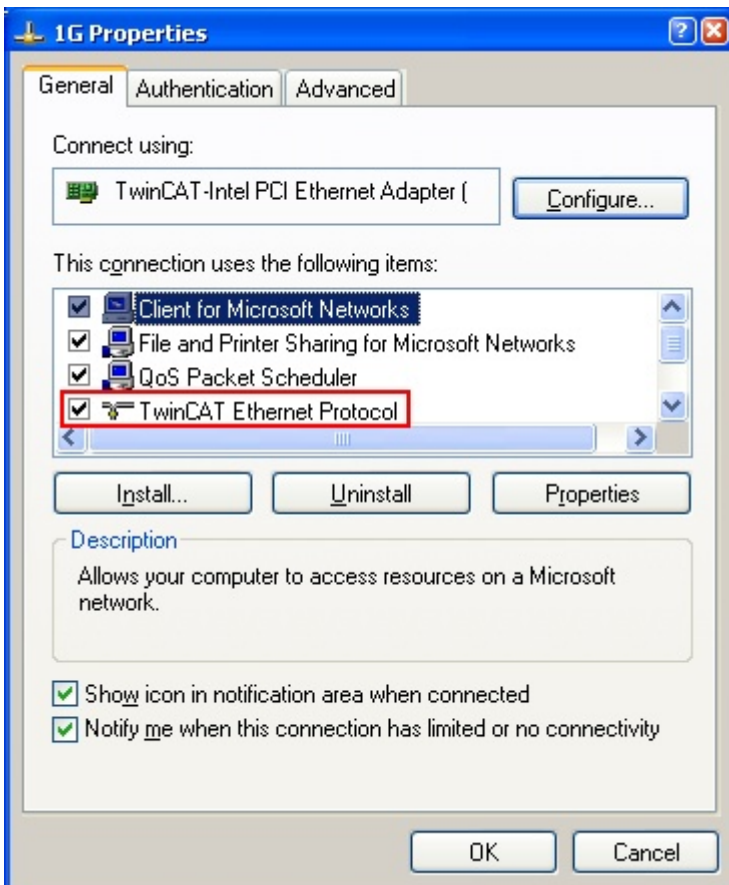 1G Properties
General
Authentication
Advanced
Connect using:
TwinCAT-Intel PCI Ethernet Adapter (
Configure...
This connection uses the following items:
Client for Microsoft Networks
File and Printer Sharing for Microsoft Networks
QoS Packet Scheduler
TwinCAT Ethernet Protocol
Install...
Uninstall
Properties
Description
Allows your computer to access resources on a Microsoft
network.
Show icon in notification area when connected
Notify me when this connection has limited or no connectivity
OK
Cancel